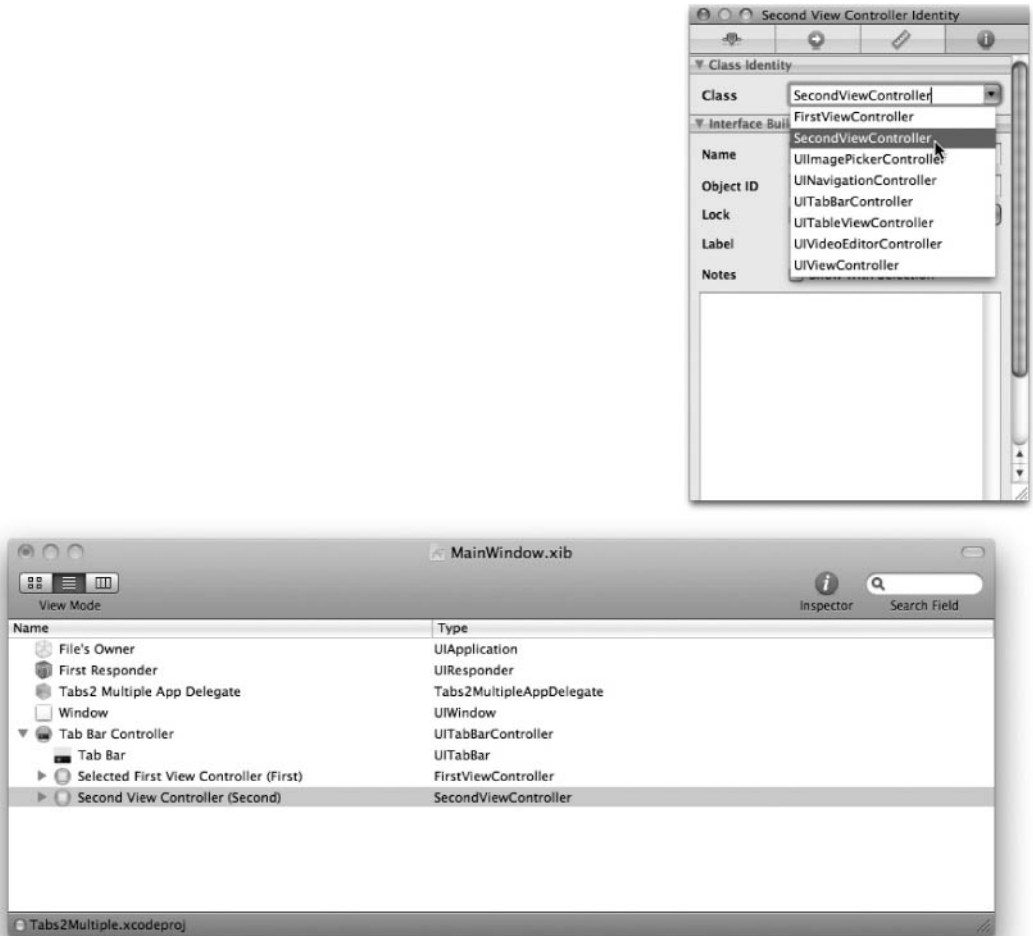 Second View Controller Identity
Class Identity
Class SecondViewController
FirstViewController
Interface Bui
SecondViewController
Name
UIImagePickerController
UINavigationController
Object ID
UITabBarController
Lock
UITableViewController
Label
UIVideoEditorController
UIViewController
Notes
MainWindow.xib
View Mode
Inspector Search Field
Name Type
File's Owner UIApplication
First Responder UIResponder
Tabs2 Multiple App Delegate Tabs2MultipleAppDelegate
Window UIWindow
Tab Bar Controller UITabBarController
Tab Bar UITabBar
Selected First View Controller (First) FirstViewController
Second View Controller (Second) SecondViewController
Tabs2Multiple.xcodeproj